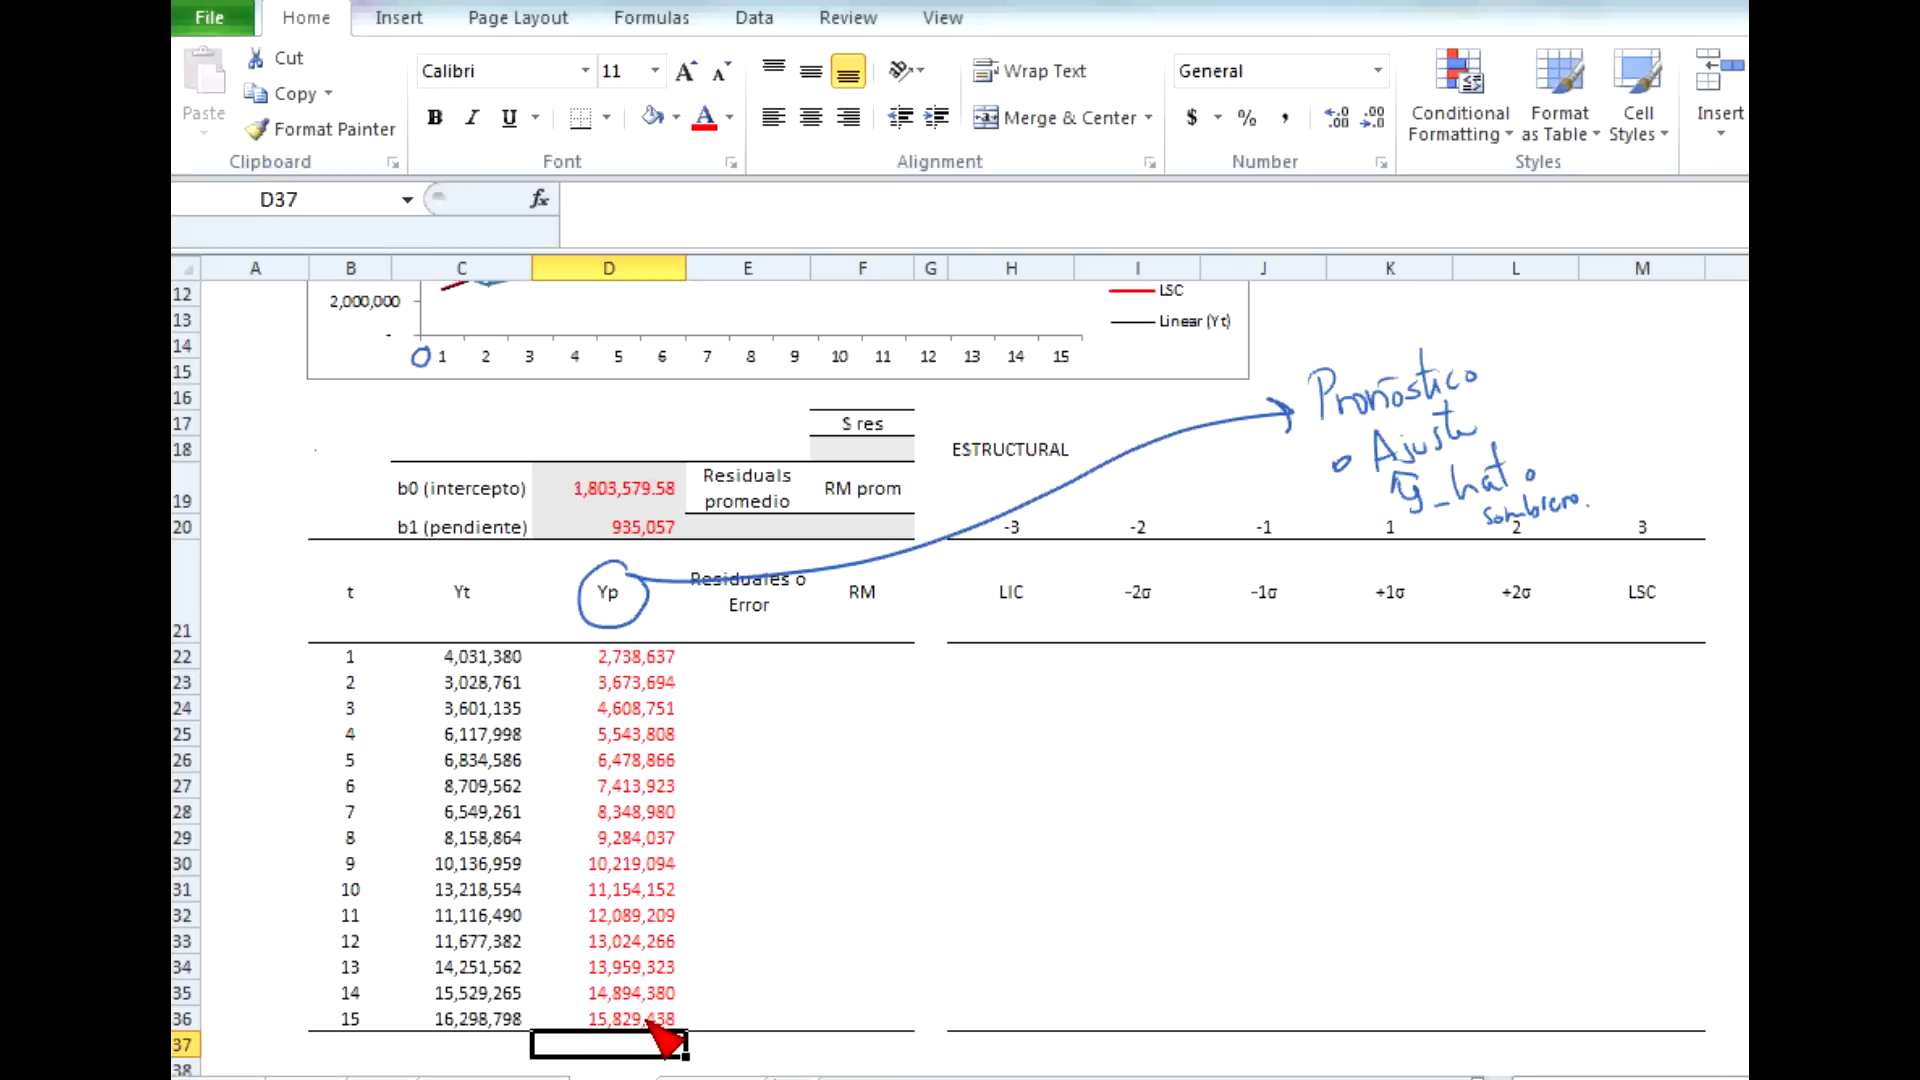 File Home Insert Page Layout Formulas Data Review View
Cut
Calibri 11 A A Wrap Text General
Paste Copy Conditional Format Cell Insert
B I U A Merge & Center $ % , .0 .00 .00 .0 Formatting as Table Styles
Format Painter
Clipboard Font Alignment Number Styles
D37 fx
A B C D E F G H I J K L M
12 2,000,000 LSC
13 - Linear (Yt)
14 0 1 2 3 4 5 6 7 8 9 10 11 12 13 14 15
15
16 Pronóstico
17 S res
18 ESTRUCTURAL o Ajuste
19 b0 (intercepto) 1,803,579.58 Residuals promedio RM prom y_hat o
sombrero.
20 b1 (pendiente) 935,057 -3 -2 -1 1 2 3
21 t Yt Yp Residuales o Error RM LIC -2σ -1σ +1σ +2σ LSC
22 1 4,031,380 2,738,637
23 2 3,028,761 3,673,694
24 3 3,601,135 4,608,751
25 4 6,117,998 5,543,808
26 5 6,834,586 6,478,866
27 6 8,709,562 7,413,923
28 7 6,549,261 8,348,980
29 8 8,158,864 9,284,037
30 9 10,136,959 10,219,094
31 10 13,218,554 11,154,152
32 11 11,116,490 12,089,209
33 12 11,677,382 13,024,266
34 13 14,251,562 13,959,323
35 14 15,529,265 14,894,380
36 15 16,298,798 15,829,438
37
38